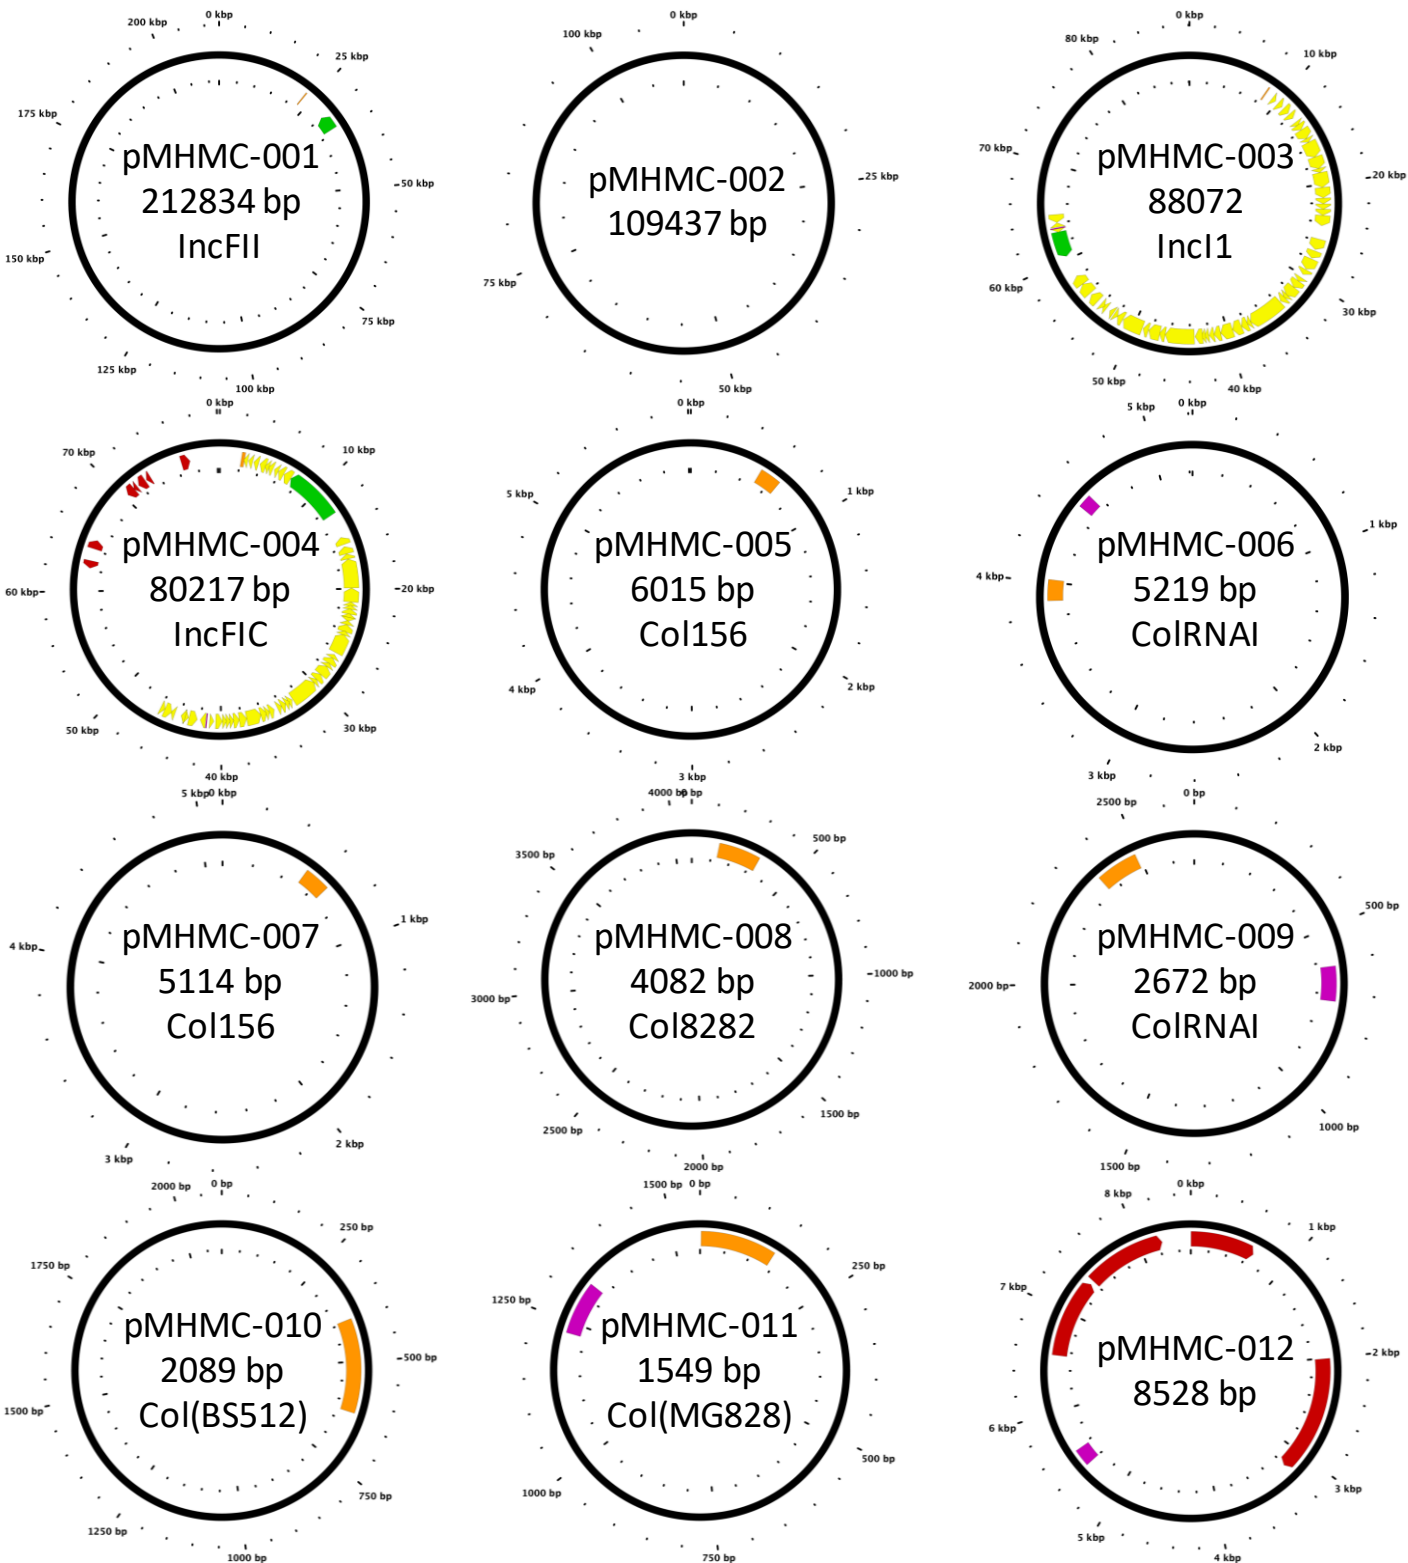 0 kbp
25 kbp
50 kbp
75 kbp
100 kbp
125 kbp
150 kbp
175 kbp
200 kbp
pMHMC-001
212834 bp
IncFII
0 kbp
25 kbp
50 kbp
75 kbp
100 kbp
pMHMC-002
109437 bp
0 kbp
10 kbp
20 kbp
30 kbp
40 kbp
50 kbp
60 kbp
70 kbp
80 kbp
pMHMC-003
88072
IncI1
0 kbp
10 kbp
20 kbp
30 kbp
40 kbp
50 kbp
60 kbp
70 kbp
pMHMC-004
80217 bp
IncFIC
0 kbp
1 kbp
2 kbp
3 kbp
4 kbp
5 kbp
pMHMC-005
6015 bp
Col156
0 kbp
1 kbp
2 kbp
3 kbp
4 kbp
5 kbp
pMHMC-006
5219 bp
ColRNAI
0 kbp
1 kbp
2 kbp
3 kbp
4 kbp
5 kbp
pMHMC-007
5114 bp
Col156
0 bp
500 bp
1000 bp
1500 bp
2000 bp
2500 bp
3000 bp
3500 bp
4000 bp
pMHMC-008
4082 bp
Col8282
0 bp
500 bp
1000 bp
1500 bp
2000 bp
2500 bp
pMHMC-009
2672 bp
ColRNAI
0 bp
250 bp
500 bp
750 bp
1000 bp
1250 bp
1500 bp
1750 bp
2000 bp
pMHMC-010
2089 bp
Col(BS512)
0 bp
250 bp
500 bp
750 bp
1000 bp
1250 bp
1500 bp
pMHMC-011
1549 bp
Col(MG828)
0 kbp
1 kbp
2 kbp
3 kbp
4 kbp
5 kbp
6 kbp
7 kbp
8 kbp
pMHMC-012
8528 bp